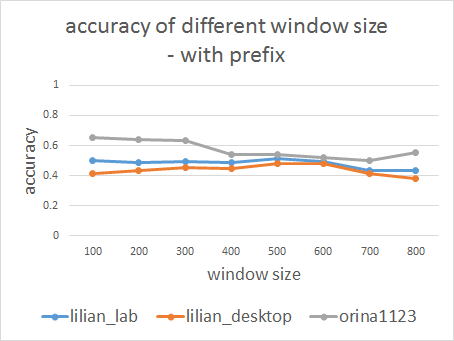 accuracy of different window size
- with prefix
1
0.8
0.6
0.4
0.2
0
accuracy
100 200 300 400 500 600 700 800
window size
lilian_lab lilian_desktop orina1123